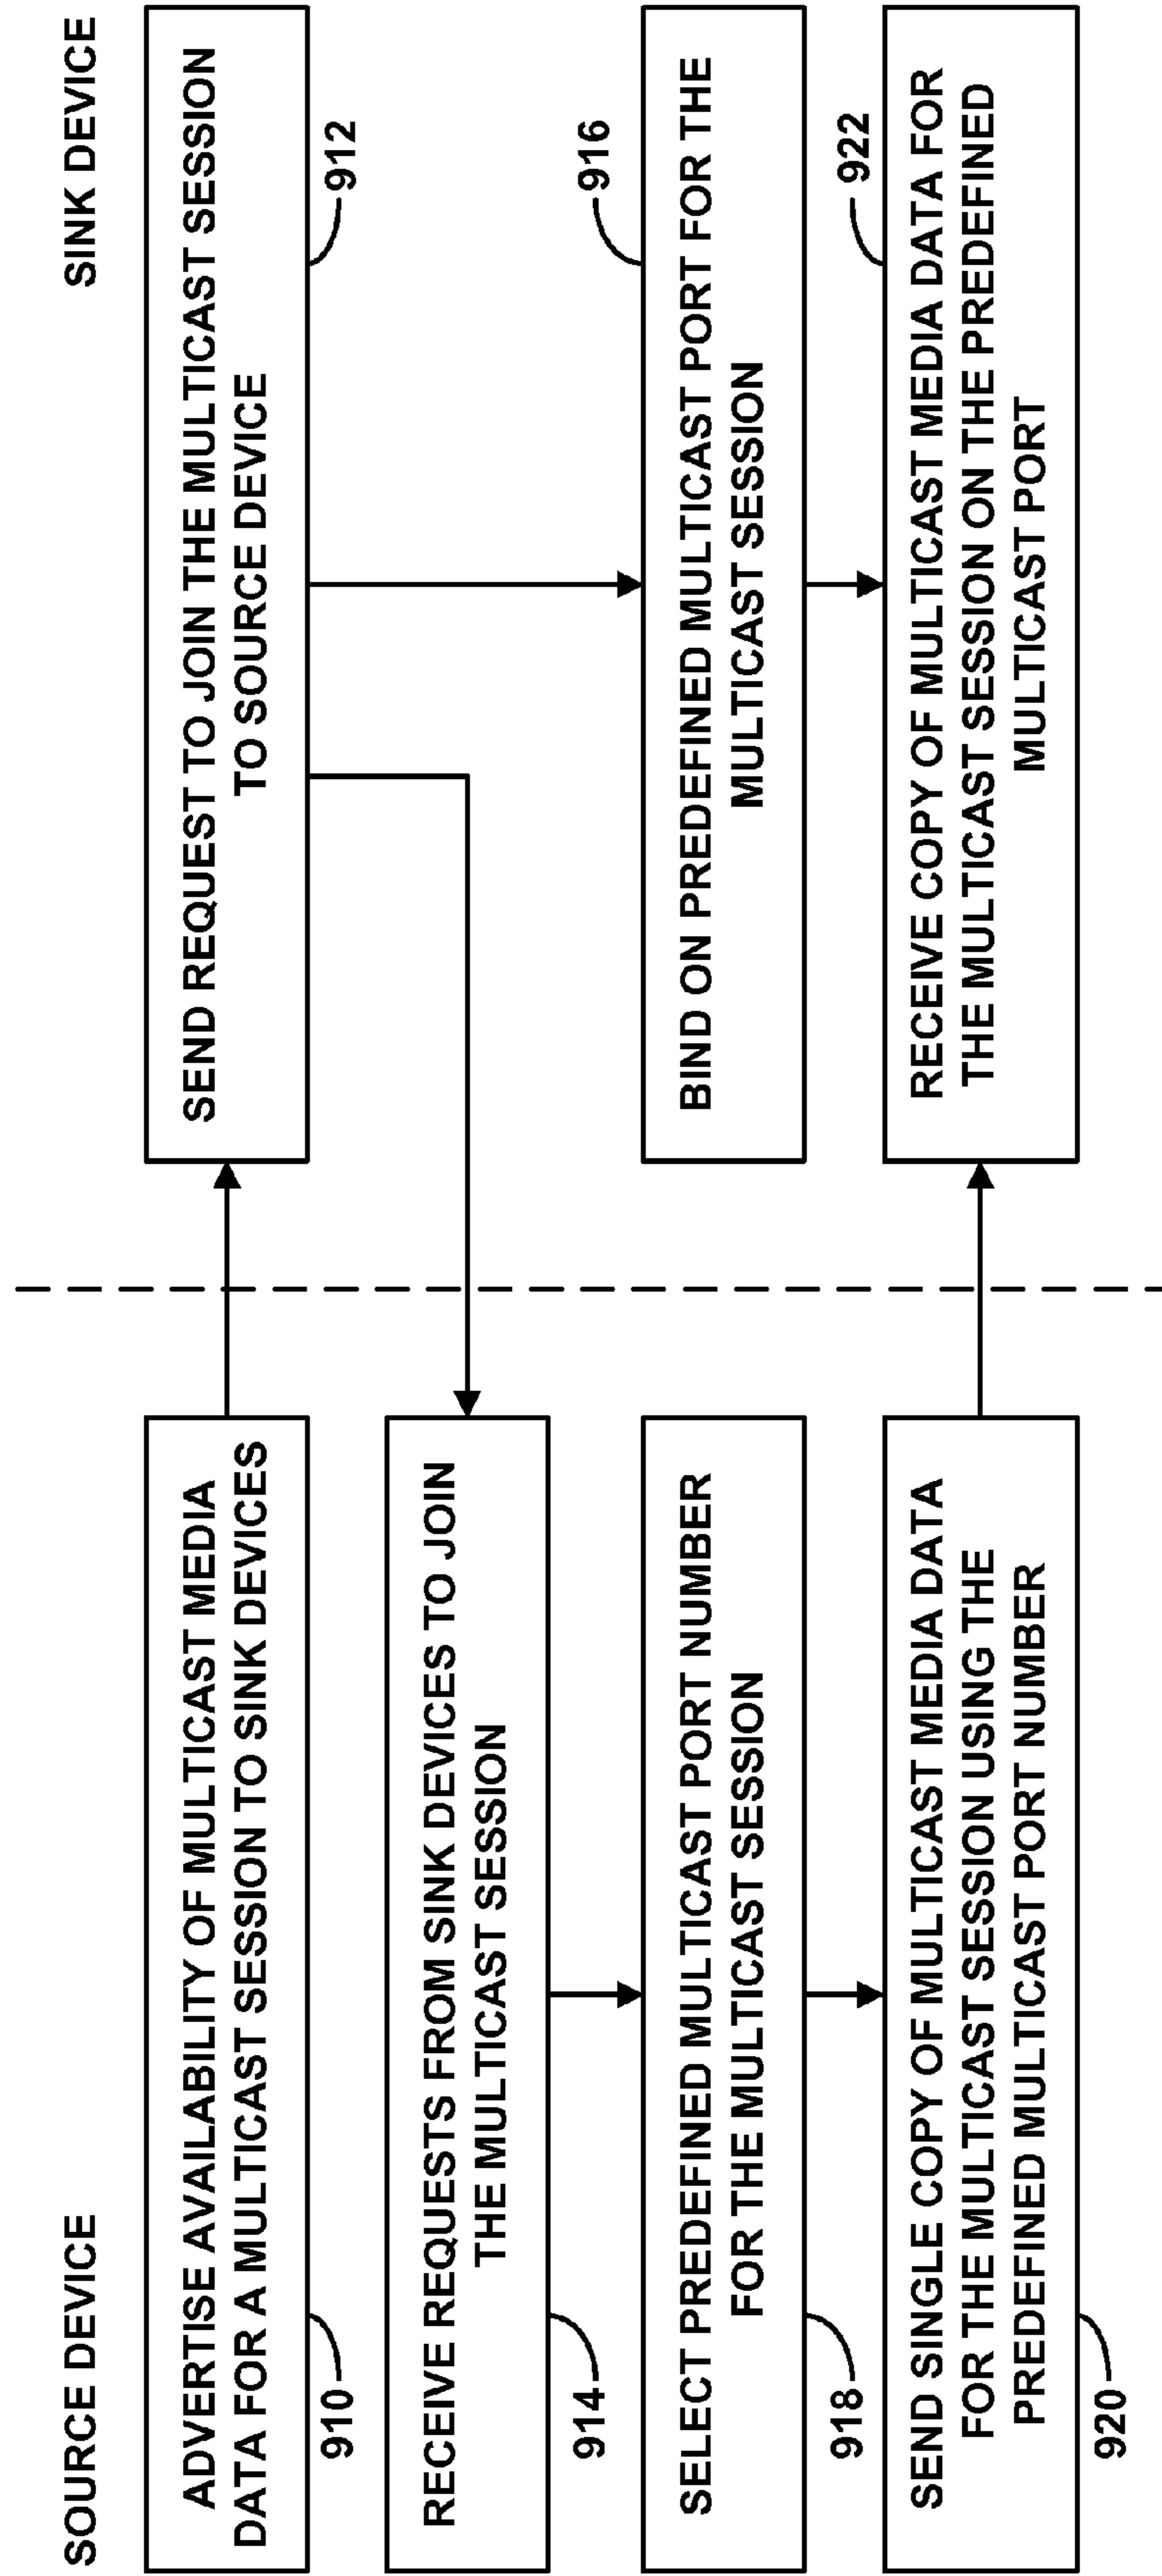 SOURCE DEVICE
SINK DEVICE
ADVERTISE AVAILABILITY OF MULTICAST MEDIA
DATA FOR A MULTICAST SESSION TO SINK DEVICES
910
SEND REQUEST TO JOIN THE MULTICAST SESSION
TO SOURCE DEVICE
912
RECEIVE REQUESTS FROM SINK DEVICES TO JOIN
THE MULTICAST SESSION
914
BIND ON PREDEFINED MULTICAST PORT FOR THE
MULTICAST SESSION
916
SELECT PREDEFINED MULTICAST PORT NUMBER
FOR THE MULTICAST SESSION
918
SEND SINGLE COPY OF MULTICAST MEDIA DATA
FOR THE MULTICAST SESSION USING THE
PREDEFINED MULTICAST PORT NUMBER
920
RECEIVE COPY OF MULTICAST MEDIA DATA FOR
THE MULTICAST SESSION ON THE PREDEFINED
MULTICAST PORT
922